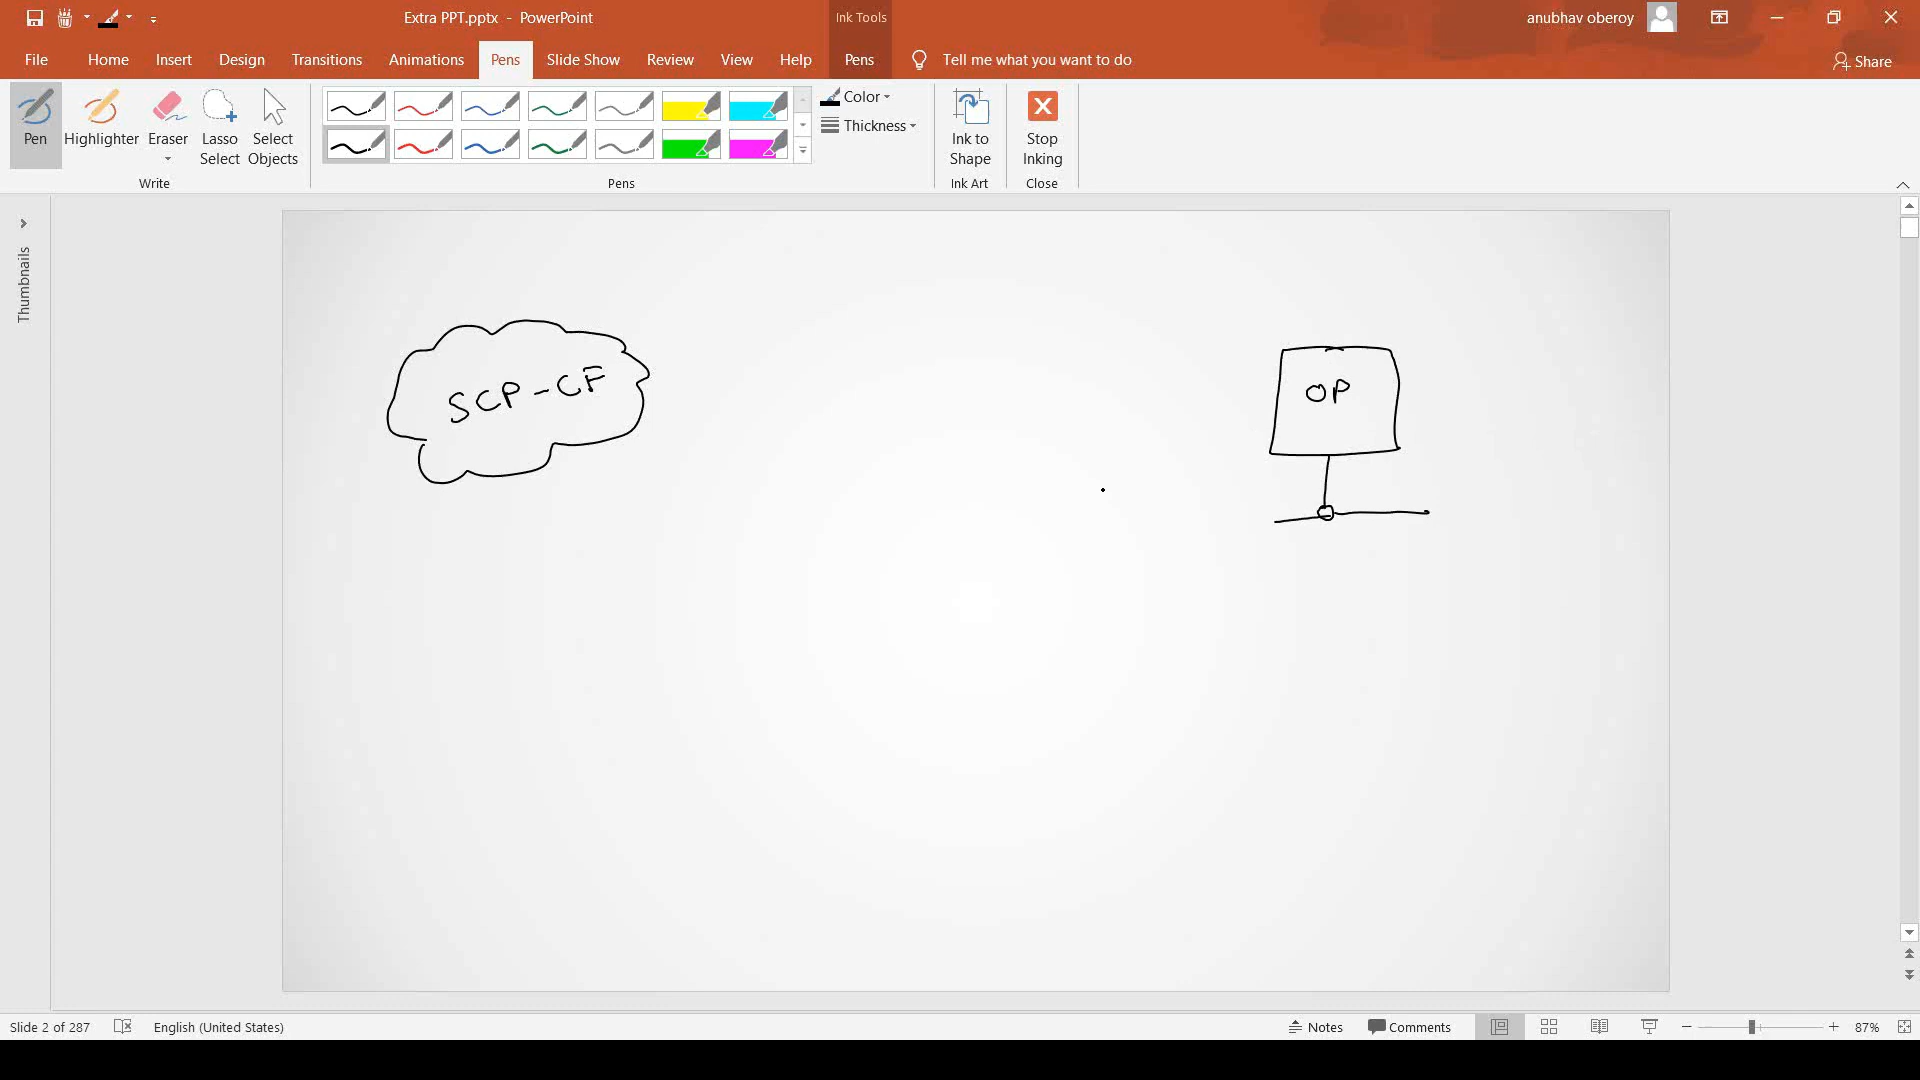 Extra PPT.pptx - PowerPoint
Ink Tools
anubhav oberoy
File Home Insert Design Transitions Animations Pens Slide Show Review View Help Pens Tell me what you want to do Share
Pen Highlighter Eraser Lasso Select Select Objects
Color
Thickness
Ink to Shape
Stop Inking
Write Pens Ink Art Close
Thumbnails
SCP-CF
OP
Slide 2 of 287 English (United States) Notes Comments 87%